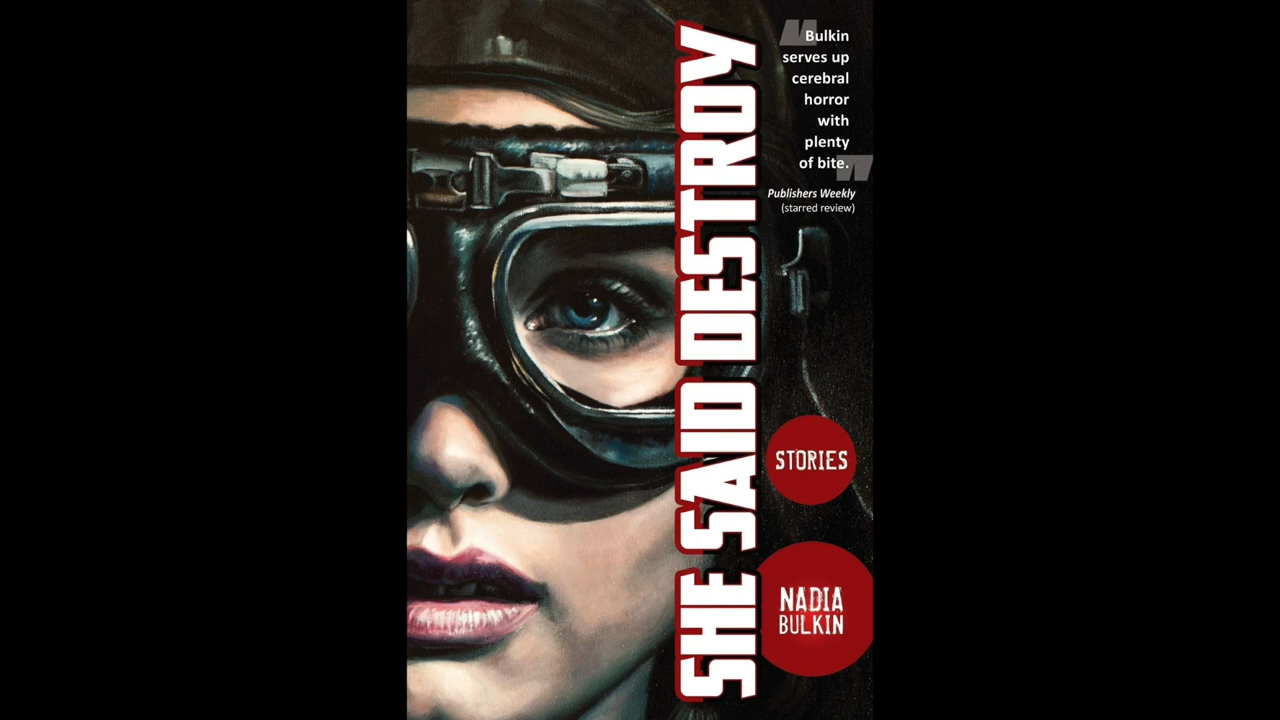 SHE SAID DESTROY
"Bulkin
serves up
cerebral
horror
with
plenty
of bite."
Publishers Weekly
(starred review)
STORIES
NADIA
BULKIN